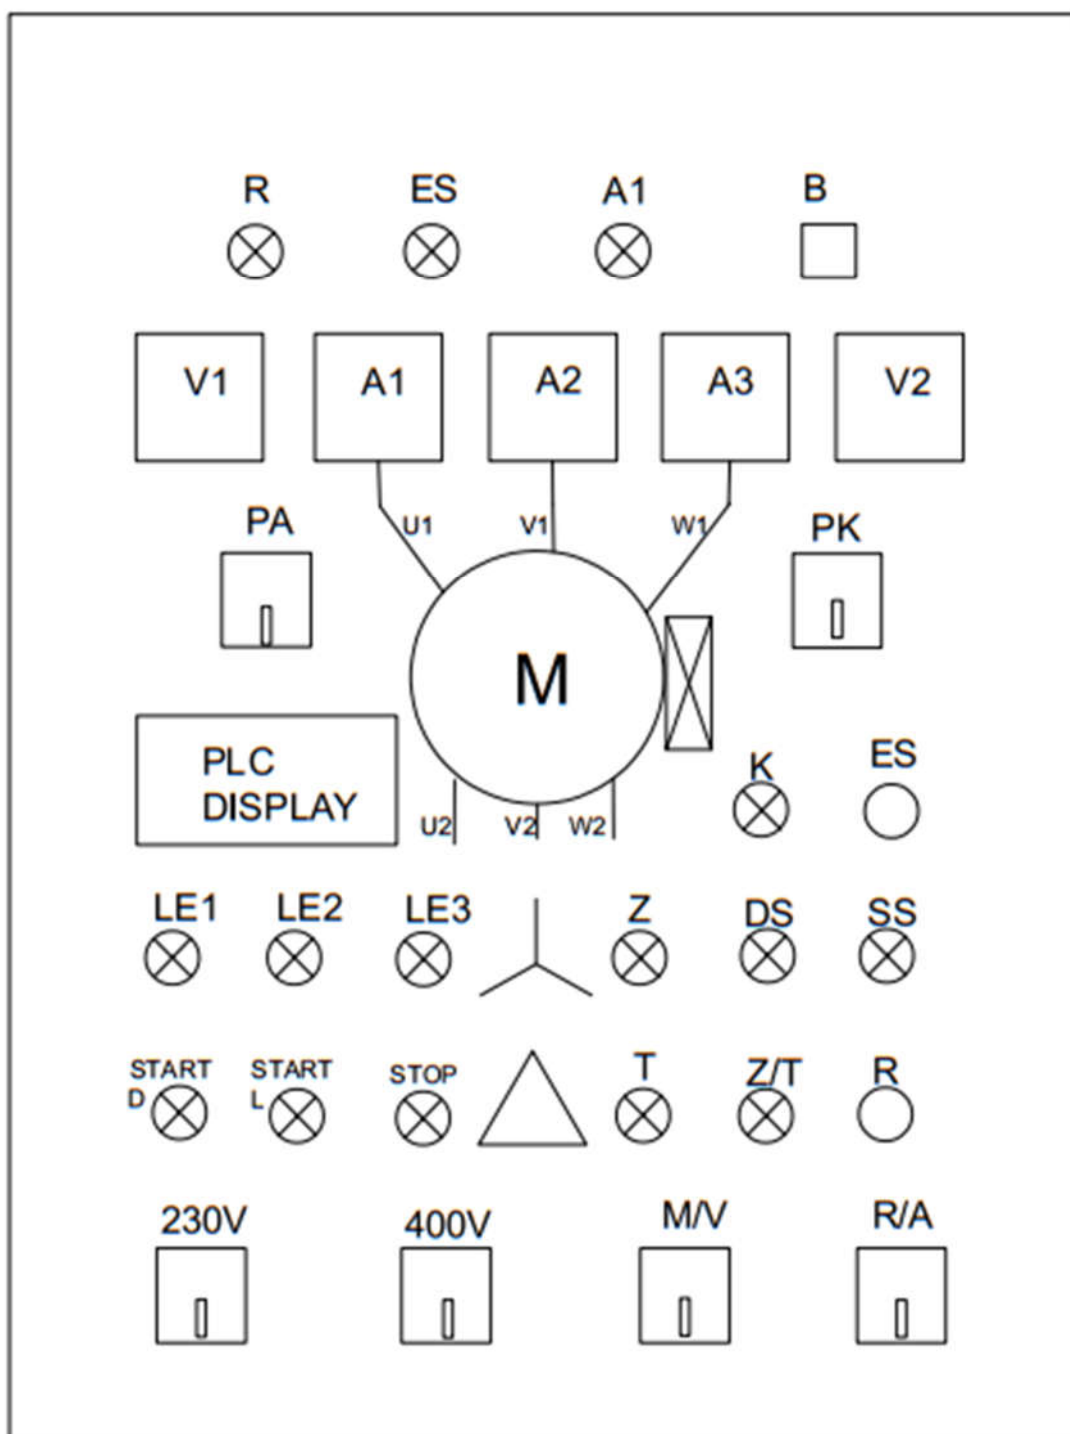 R ES A1 B
V1 A1 A2 A3 V2
PA U1 V1 W1 PK
M
PLC
DISPLAY
K ES
U2 V2 W2
LE1 LE2 LE3 Z DS SS
START START STOP T Z/T R
D L
230V 400V M/V R/A